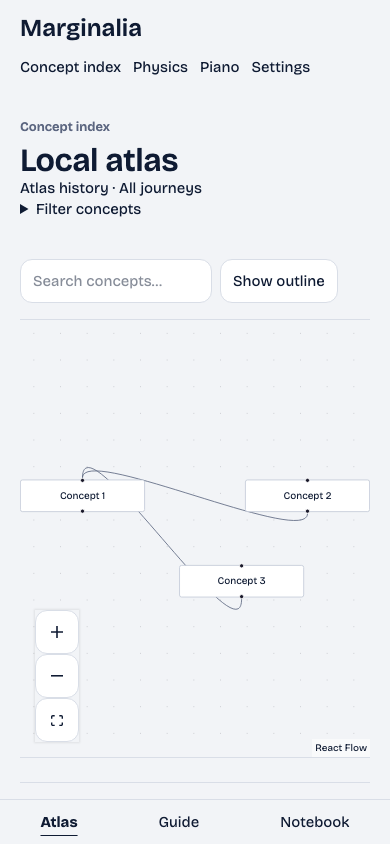 Marginalia
Concept index Physics Piano Settings
Concept index
Local atlas
Atlas history · All journeys
Filter concepts
Search concepts...
Show outline
Concept 1
Concept 2
Concept 3
React Flow
Atlas
Guide
Notebook